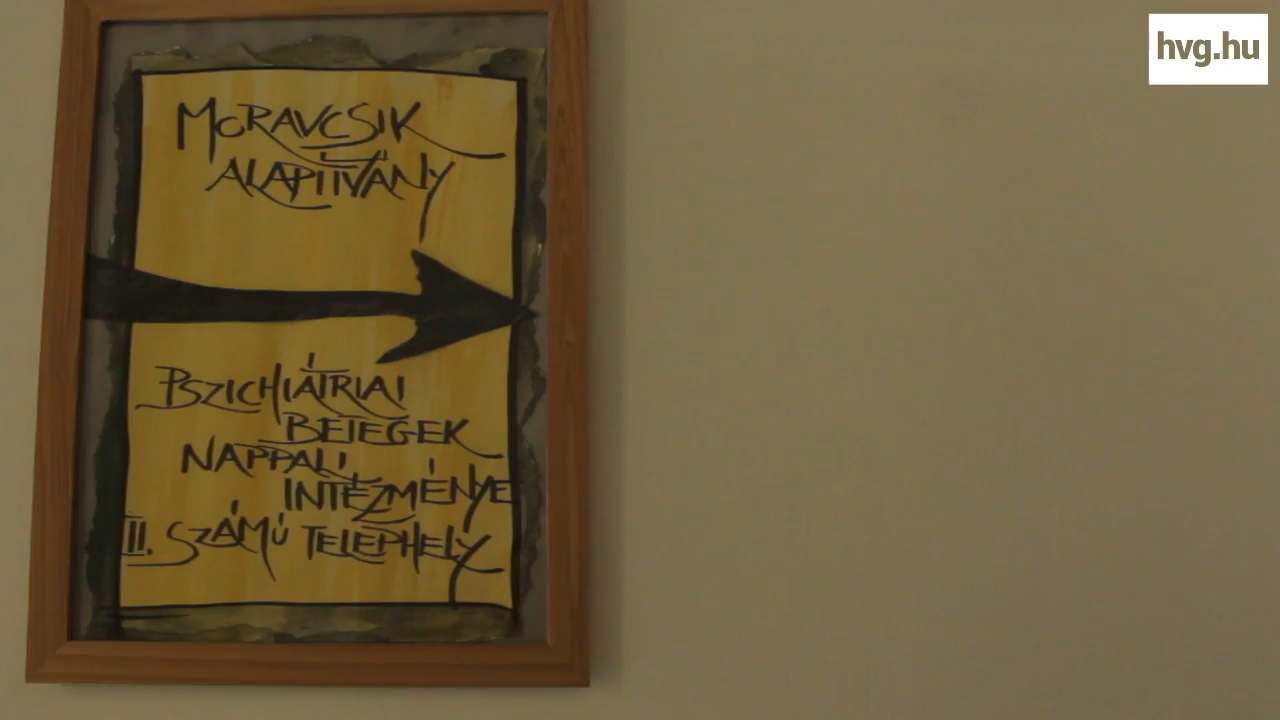 hvg.hu
MORAVCSIK
ALAPÍTVÁNY
PSZICHIÁTRIAI
BETEGEK
NAPPALI
INTÉZMÉNYE
II. SZÁMÚ TELEPHELY